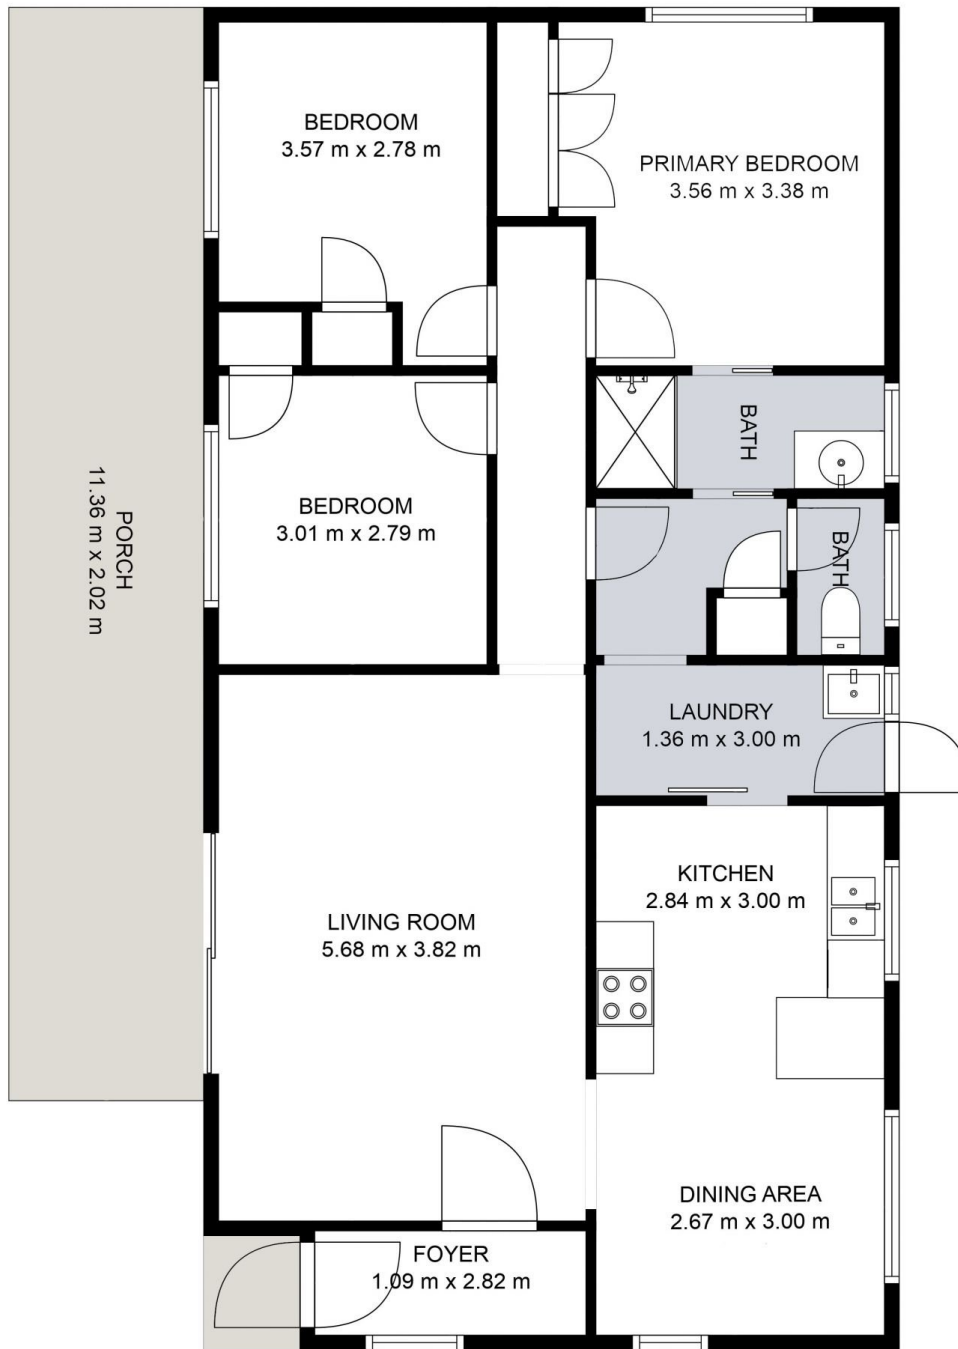 BEDROOM
3.57 m x 2.78 m
PRIMARY BEDROOM
3.56 m x 3.38 m
BATH
BEDROOM
3.01 m x 2.79 m
PORCH
11.36 m x 2.02 m
BATH
LAUNDRY
1.36 m x 3.00 m
KITCHEN
2.84 m x 3.00 m
LIVING ROOM
5.68 m x 3.82 m
DINING AREA
2.67 m x 3.00 m
FOYER
1.09 m x 2.82 m